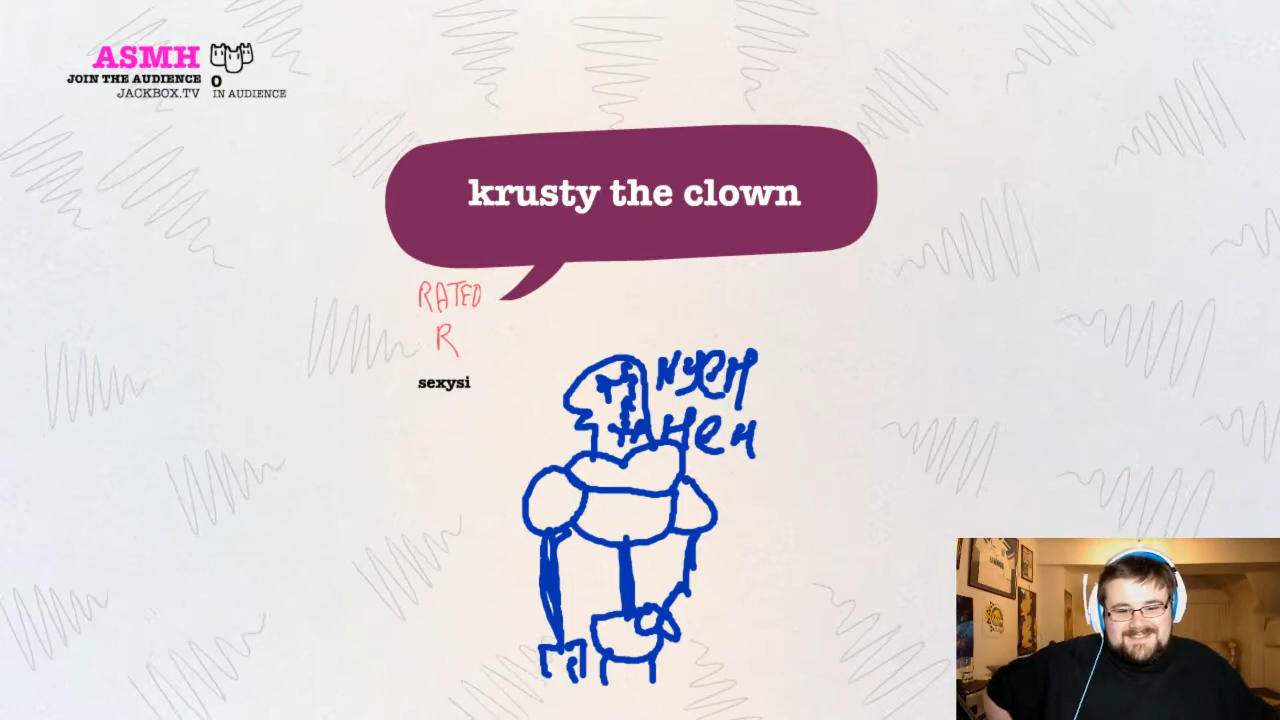 ASMH
JOIN THE AUDIENCE
JACKBOX.TV
0
IN AUDIENCE
krusty the clown
RATED
R
sexysi
NYEH
HEH